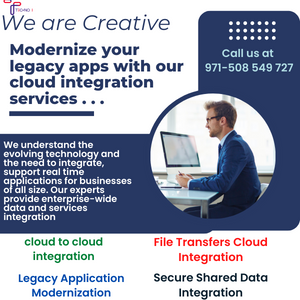 We are Creative
Modernize your
legacy apps with our
cloud integration
services . . .
Call us at
971-508 549 727
We understand the
evolving technology and
the need to integrate,
support real time
applications for businesses
of all size. Our experts
provide enterprise-wide
data and services
integration
cloud to cloud
integration
File Transfers Cloud
Integration
Legacy Application
Modernization
Secure Shared Data
Integration